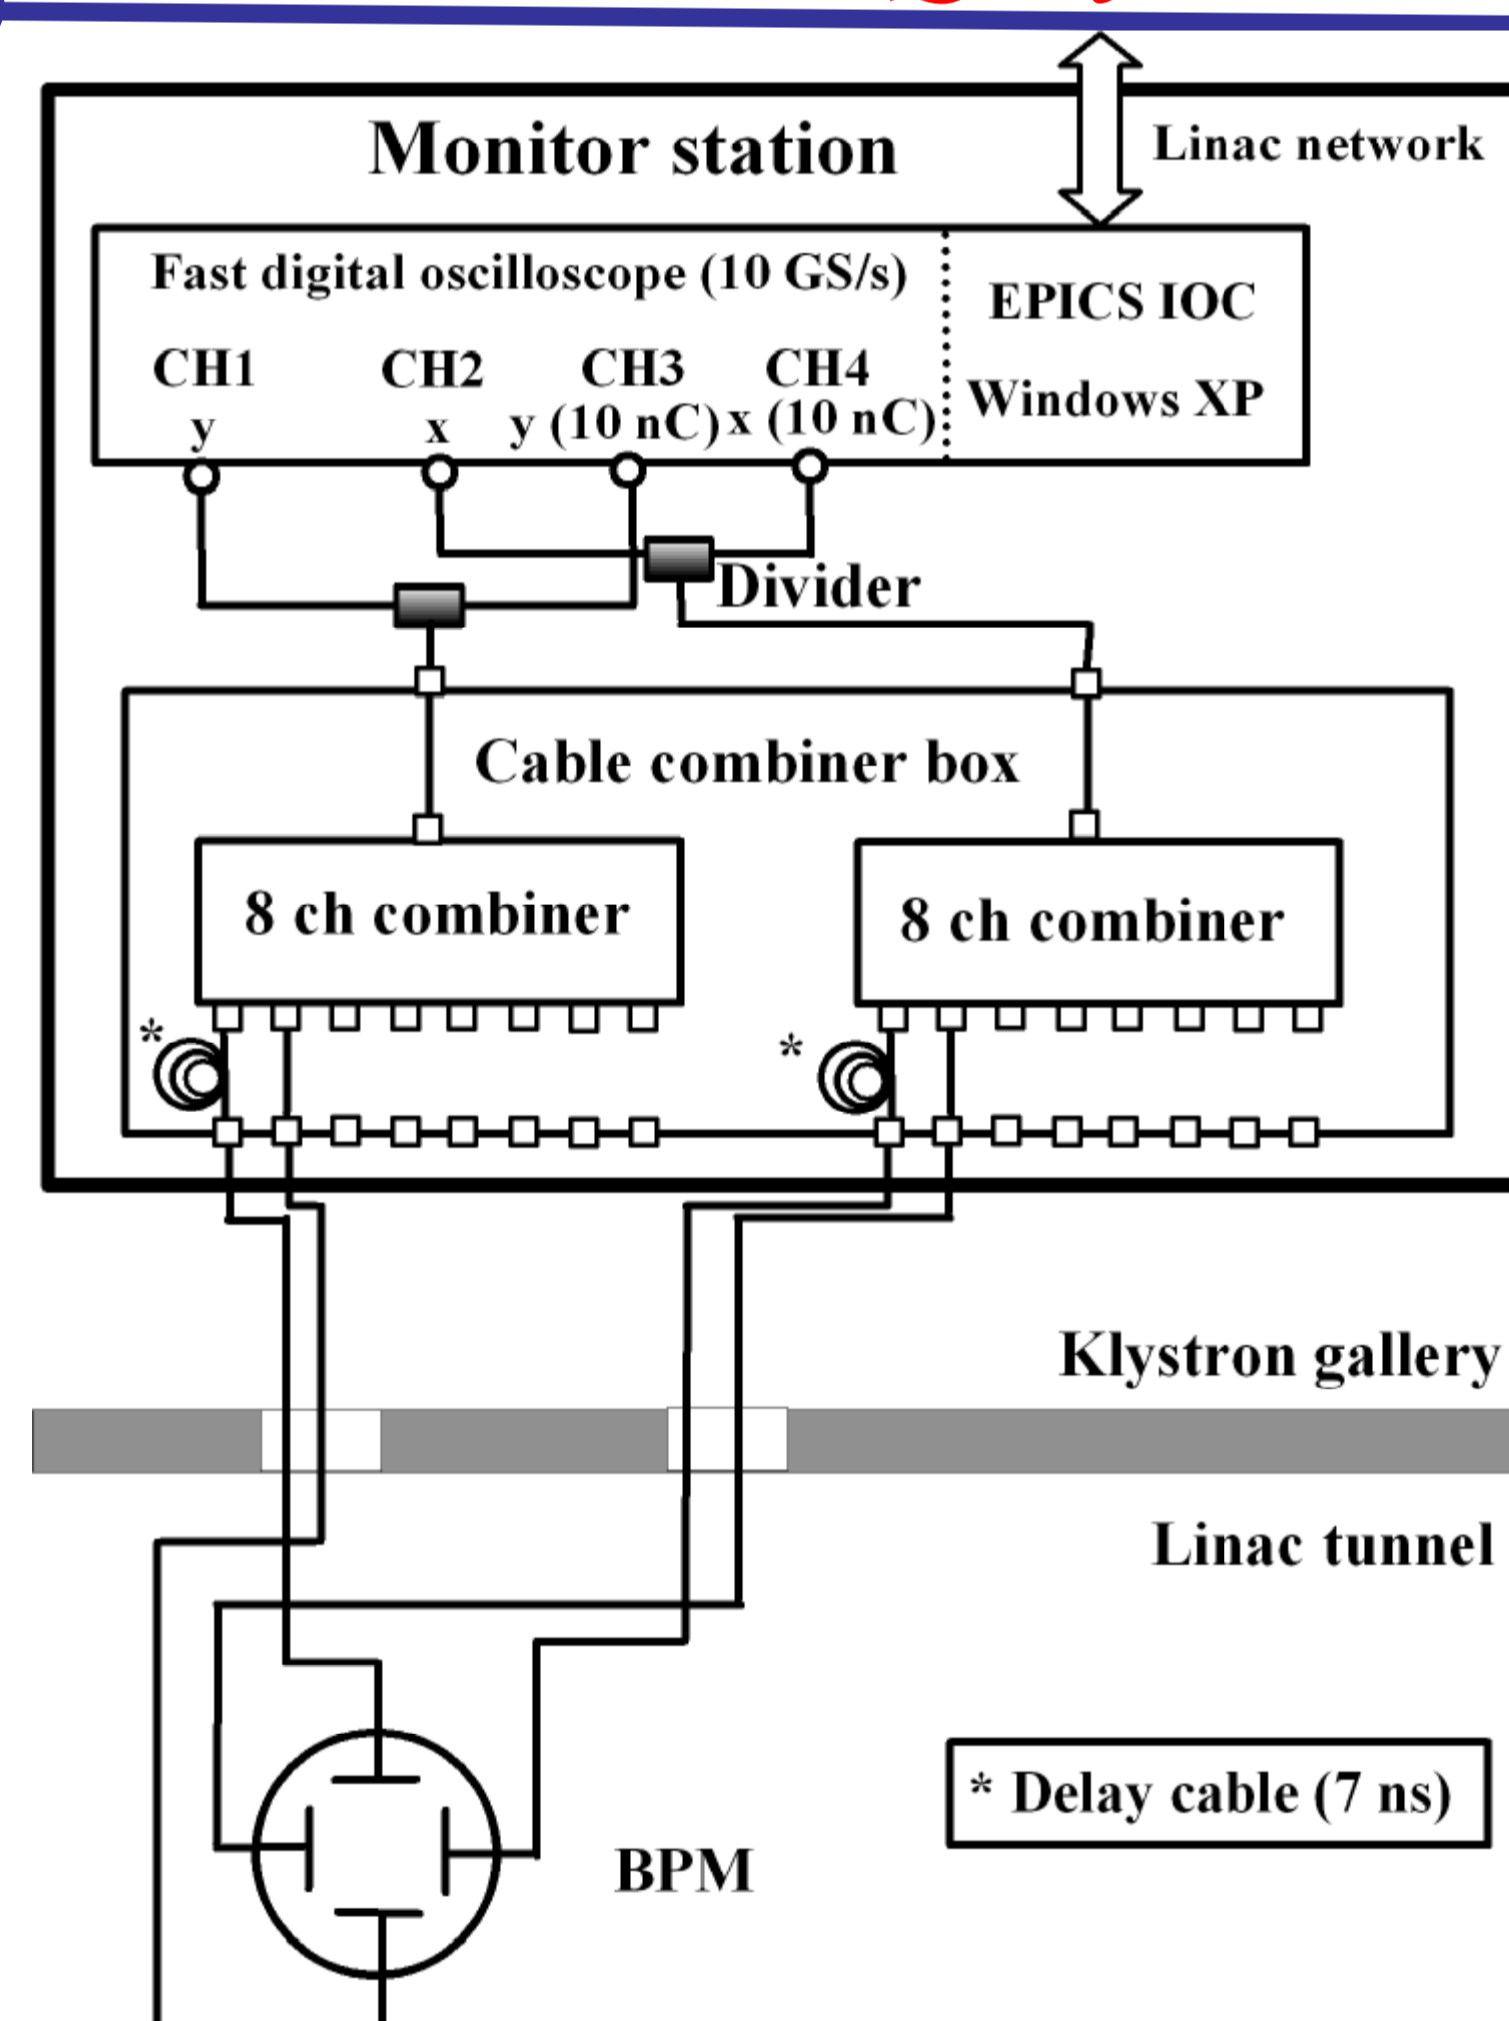 Monitor station
Linac network
Fast digital oscilloscope (10 GS/s)
EPICS IOC
CH1 CH2 CH3 CH4
Windows XP
y x y (10 nC) x (10 nC)
Divider
Cable combiner box
8 ch combiner
8 ch combiner
*
*
Klystron gallery
Linac tunnel
* Delay cable (7 ns)
BPM